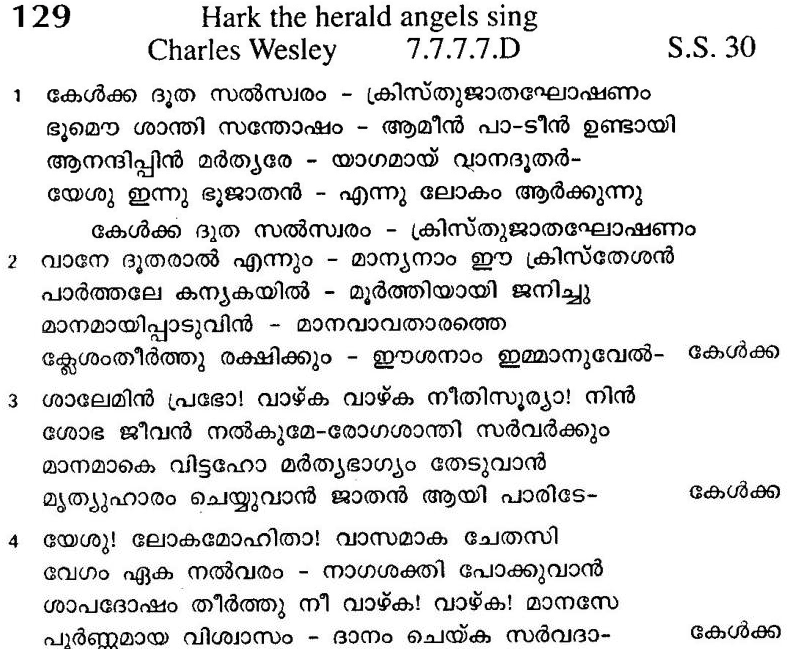 129 Hark the herald angels sing
Charles Wesley 7.7.7.7.D S.S. 30
1 കേൾക്ക ദൂത സൽസ്വരം – ക്രിസ്തുജാതഘോഷണം
ഭൂമൌ ശാന്തി സന്തോഷം – ആമീൻ പാ-ടീൻ ഉണ്ടായി
ആനന്ദിപ്പിൻ മർത്യരേ – യാഗമായ് വാനദൂതർ–
യേശു ഇന്നു ഭൂജാതൻ – എന്നു ലോകം ആർക്കുന്നു
കേൾക്ക ദൂത സൽസ്വരം – ക്രിസ്തുജാതഘോഷണം
2 വാനേ ദൂതരാൽ എന്നും – മാന്യനാം ഈ ക്രിസ്തേശൻ
പാർത്തലേ കന്യകയിൽ – മൂർത്തിയായി ജനിച്ചു
മാനമായിപ്പാടുവിൻ – മാനവാവതാരത്തെ
ക്ലേശംതീർത്തു രക്ഷിക്കും – ഈശനാം ഇമ്മാനുവേൽ– കേൾക്ക
3 ശാലേമിൻ പ്രഭോ! വാഴ്ക വാഴ്ക നീതിസൂര്യാ! നിൻ
ശോഭ ജീവൻ നൽകുമേ–രോഗശാന്തി സർവർക്കും
മാനമാകെ വിട്ടഹോ മർത്യഭാഗ്യം തേടുവാൻ
മൃത്യുഹാരം ചെയ്യുവാൻ ജാതൻ ആയി പാരിടേ– കേൾക്ക
4 യേശു! ലോകമോഹിതാ! വാസമാക ചേതസി
വേഗം ഏക നൽവരം – നാഗശക്തി പോക്കുവാൻ
ശാപദോഷം തീർത്തു നീ വാഴ്ക! വാഴ്ക! മാനസേ
പൂർണ്ണമായ വിശ്വാസം – ദാനം ചെയ്ക സർവദാ– കേൾക്ക